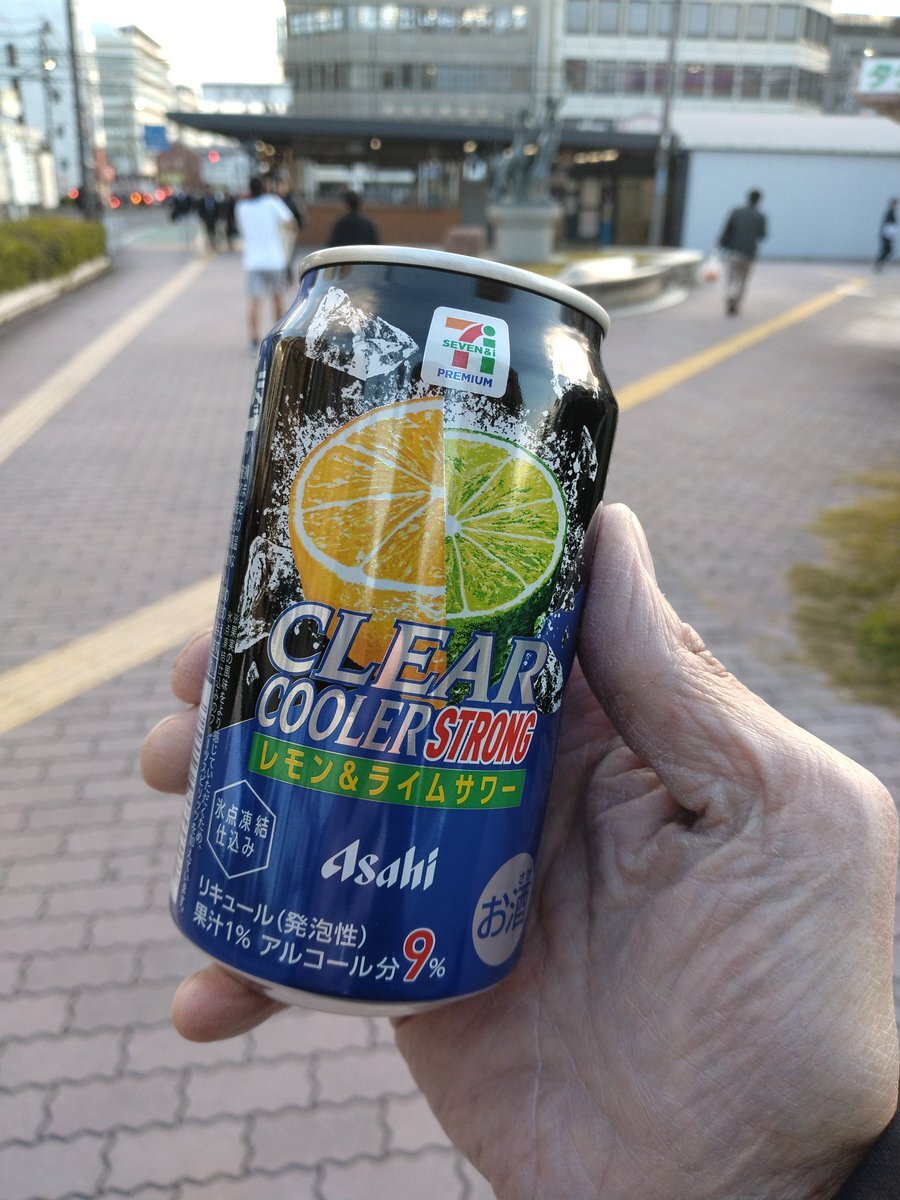 7i
SEVEN&i
PREMIUM
CLEAR
COOLER STRONG
レモン&ライムサワー
氷点凍結
仕込み
Asahi
お酒
リキュール(発泡性)
果汁1% アルコール分9%